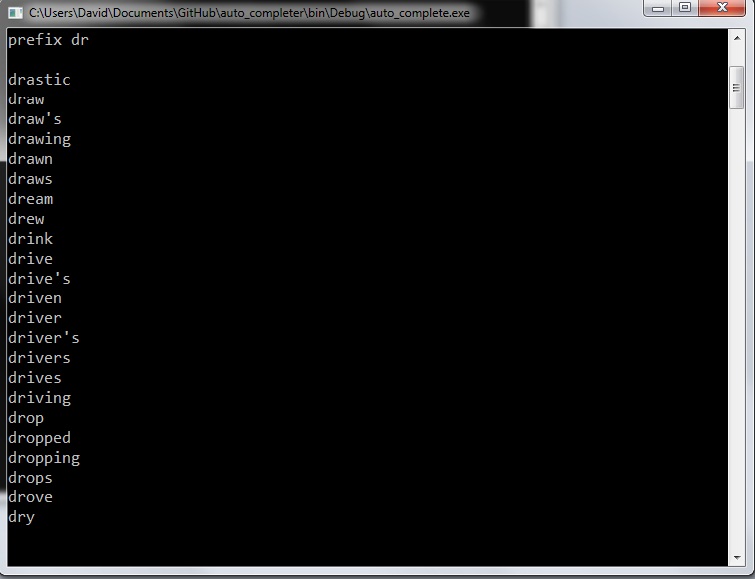 C:\Users\David\Documents\GitHub\auto_completer\bin\Debug\auto_complete.exe
prefix dr
drastic
draw
draw's
drawing
drawn
draws
dream
drew
drink
drive
drive's
driven
driver
driver's
drivers
drives
driving
drop
dropped
dropping
drops
drove
dry